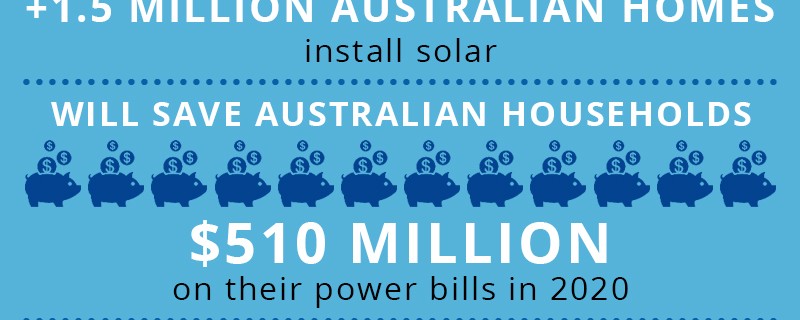 +1.5 MILLION AUSTRALIAN HOMES
install solar
WILL SAVE AUSTRALIAN HOUSEHOLDS
$ $ $ $ $ $ $ $ $ $ $ $
$ $ $ $ $ $ $ $ $ $ $ $ $ $ $ $ $ $ $ $ $ $ $ $
$510 MILLION
on their power bills in 2020